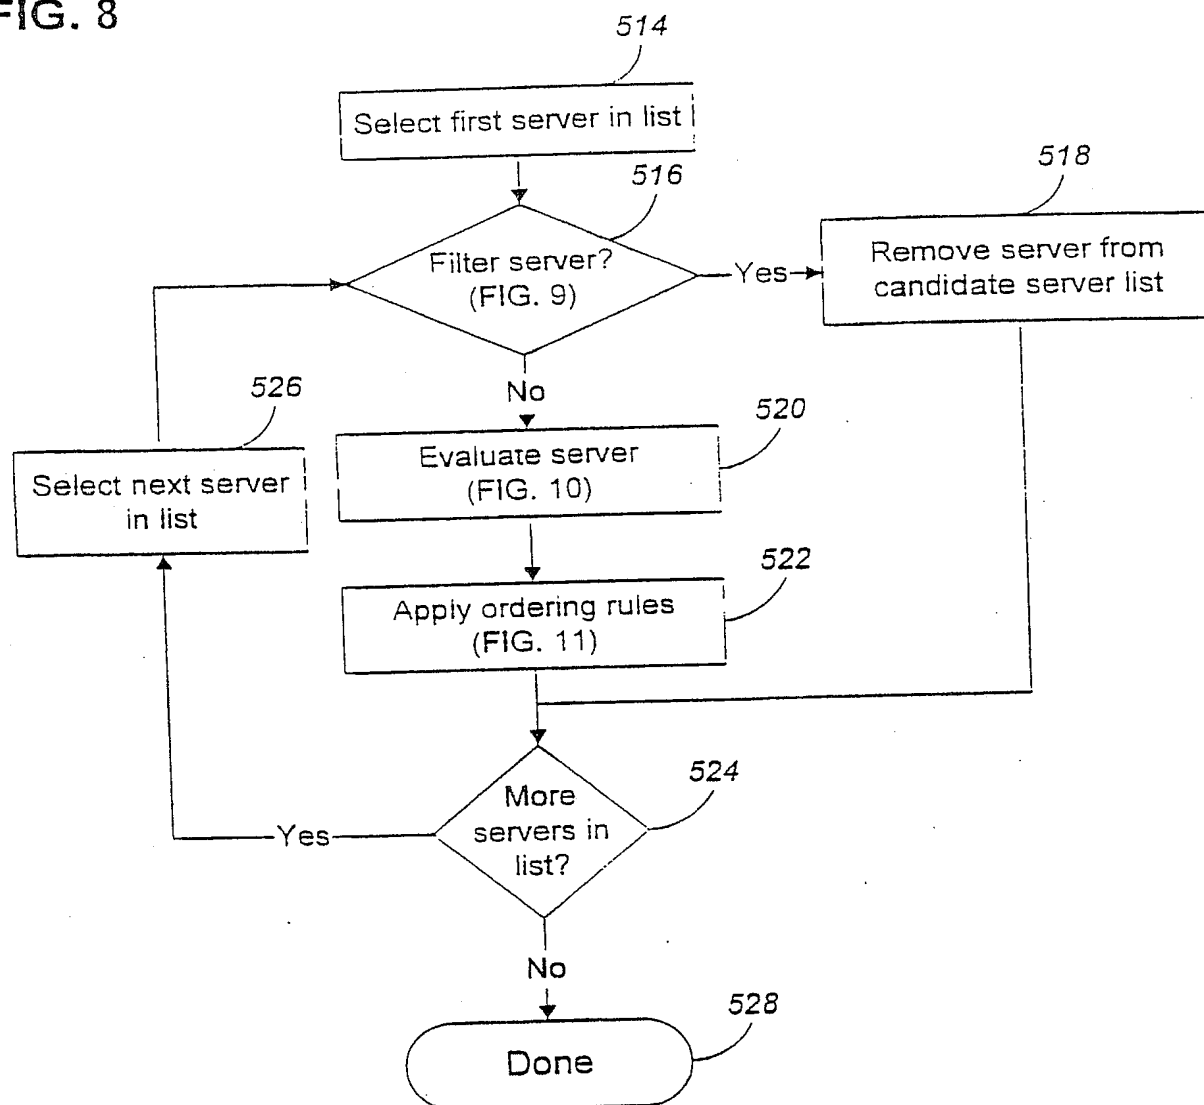 FIG. 8
514
Select first server in list
516
518
Filter server?
(FIG. 9)
Yes
Remove server from
candidate server list
No
526
520
Select next server
in list
Evaluate server
(FIG. 10)
522
Apply ordering rules
(FIG. 11)
524
More
servers in
list?
Yes
No
528
Done